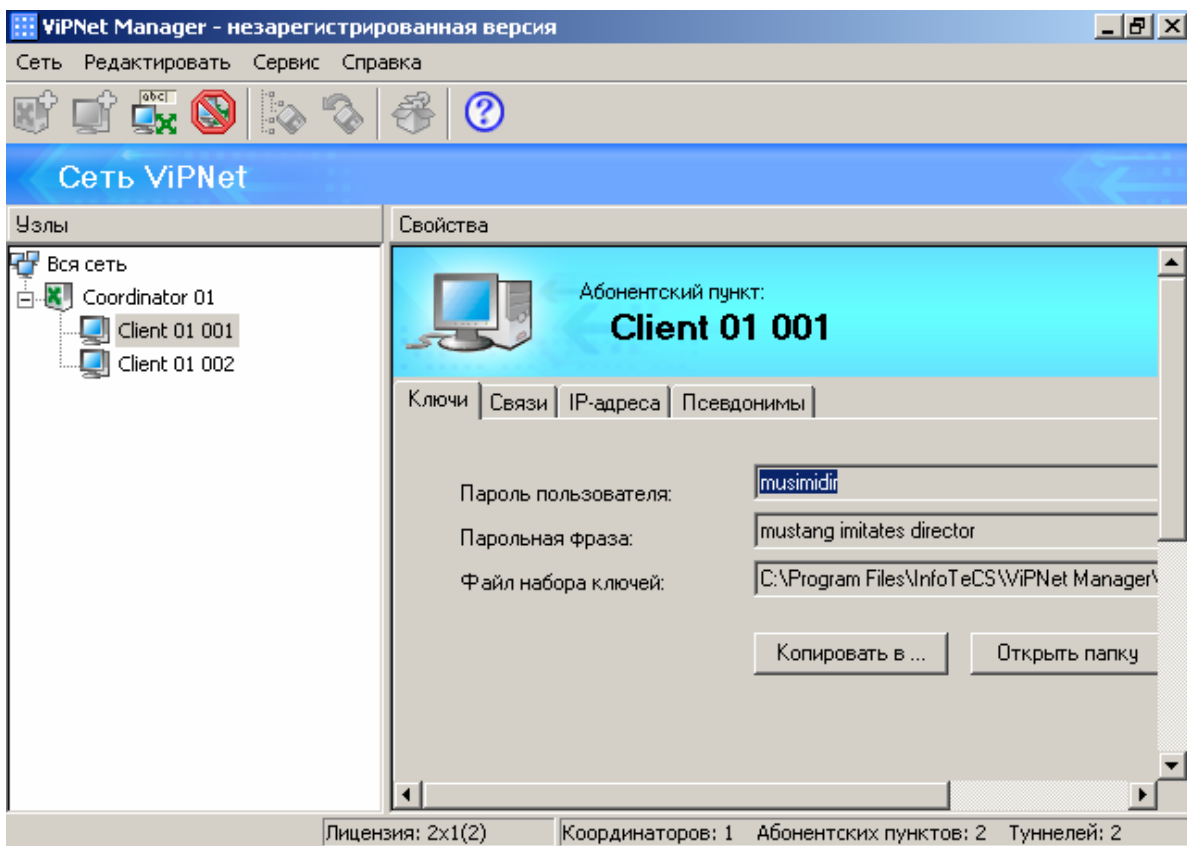 ViPNet Manager - незарегистрированная версия
Сеть Редактировать Сервис Справка
abc
Сеть ViPNet
Узлы
Свойства
Вся сеть
Coordinator 01
Client 01 001
Client 01 002
Абонентский пункт:
Client 01 001
Ключи Связи IP-адреса Псевдонимы
Пароль пользователя: musimidir
Парольная фраза: mustang imitates director
Файл набора ключей: C:\Program Files\InfoTeCS\ViPNet Manager\
Копировать в ... Открыть папку
Лицензия: 2x1(2) Координаторов: 1 Абонентских пунктов: 2 Туннелей: 2